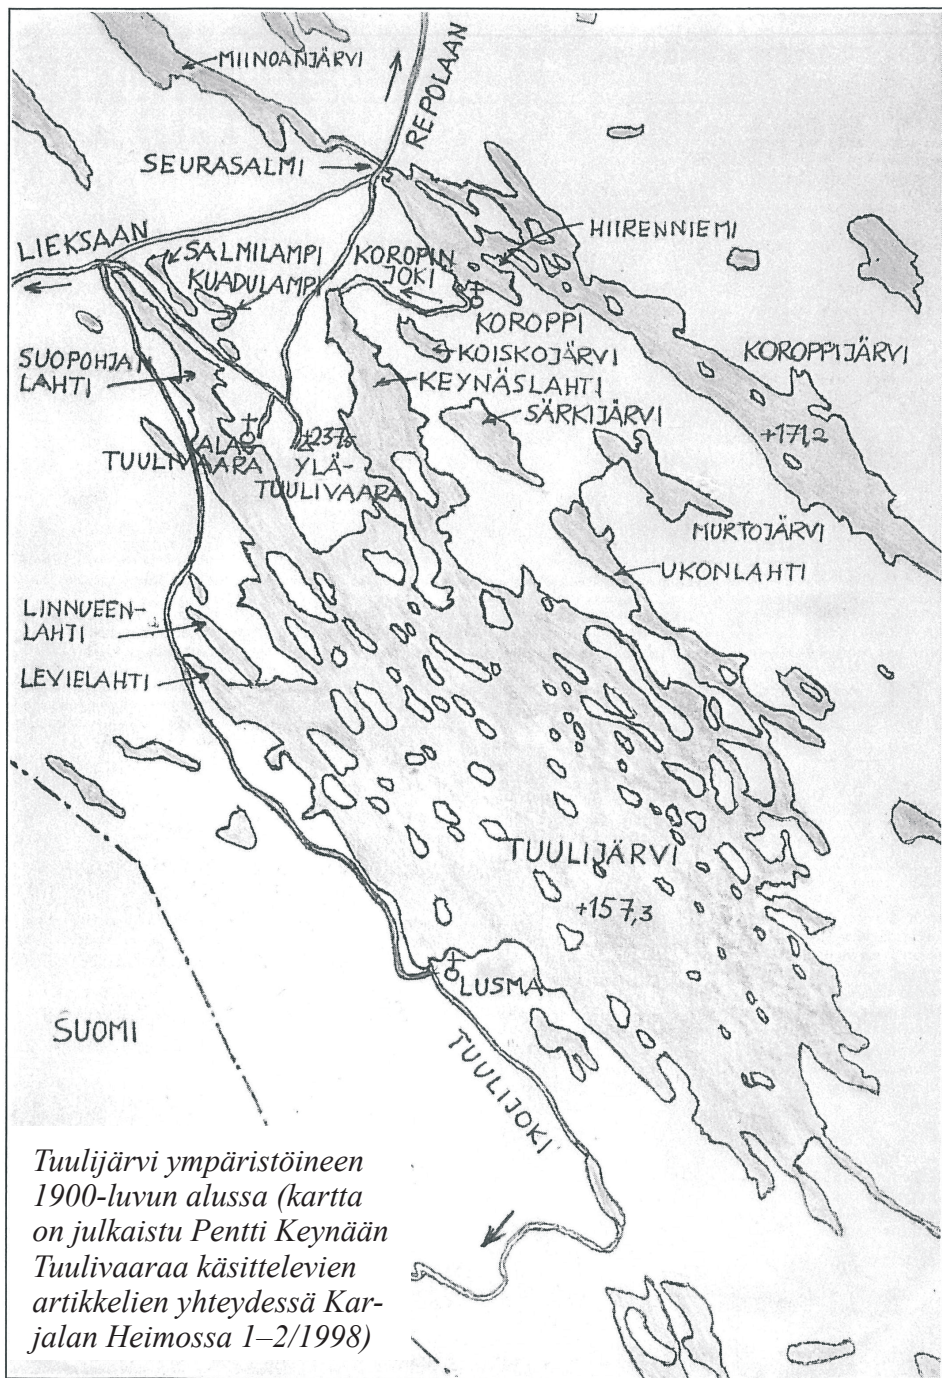 MIINOANJÄRVI
REPOLAAN
SEURASALMI
LIEKSAAN
SALMILAMPI
KUADULAMPI
KOROPIN
JOKI
HIIRENNIEMI
KOROPPI
KOISKOJÄRVI
KOROPPIJÄRVI
SUOPOHJAN
LAHTI
KEYNÄSLAHTI
SÄRKIJÄRVI
+171,2
ALA-
TUULIVAARA
YLÄ-
TUULIVAARA
MURTOJÄRVI
UKONLAHTI
LINNUEEN-
LAHTI
LEVIELAHTI
TUULIJÄRVI
+157,3
LUSMA
SUOMI
TUULIJOKI
Tuulijärvi ympäristöineen
1900-luvun alussa (kartta
on julkaistu Pentti Keynään
Tuulivaaraa käsittelevien
artikkelien yhteydessä Kar-
jalan Heimossa 1–2/1998)